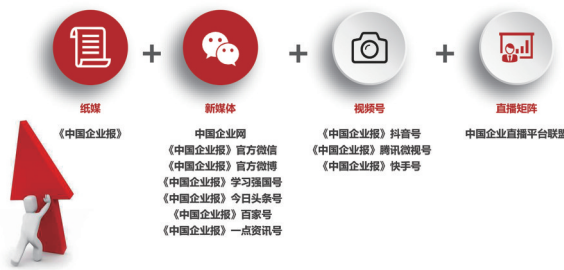 纸媒
《中国企业报》
新媒体
中国企业网
《中国企业报》官方微信
《中国企业报》官方微博
《中国企业报》学习强国号
《中国企业报》今日头条号
《中国企业报》百家号
《中国企业报》一点资讯号
视频号
《中国企业报》抖音号
《中国企业报》腾讯微视号
《中国企业报》快手号
直播矩阵
中国企业直播平台联盟